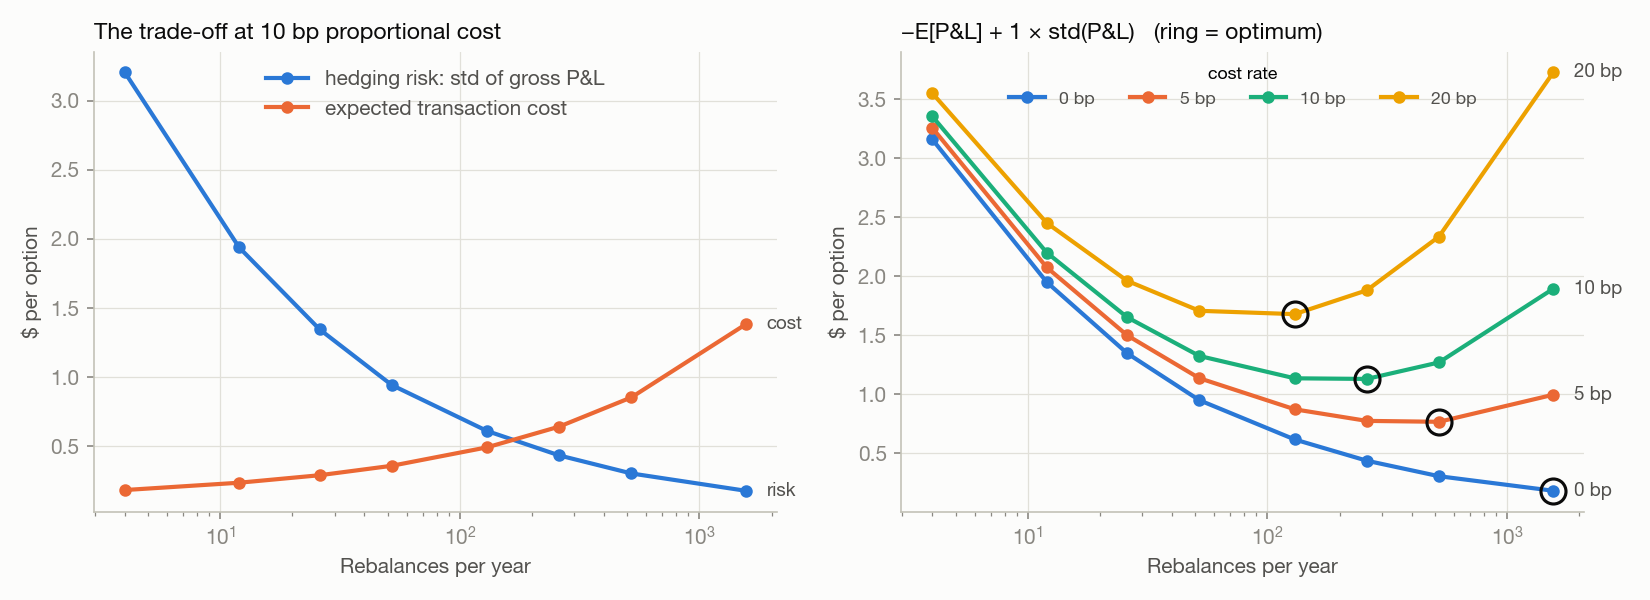 The trade-off at 10 bp proportional cost
hedging risk: std of gross P&L
expected transaction cost
3.0
2.5
2.0
1.5
1.0
0.5
$ per option
cost
risk
10¹
10²
10³
Rebalances per year
−E[P&L] + 1 × std(P&L) (ring = optimum)
cost rate
0 bp
5 bp
10 bp
20 bp
3.5
3.0
2.5
2.0
1.5
1.0
0.5
$ per option
20 bp
10 bp
5 bp
0 bp
10¹
10²
10³
Rebalances per year